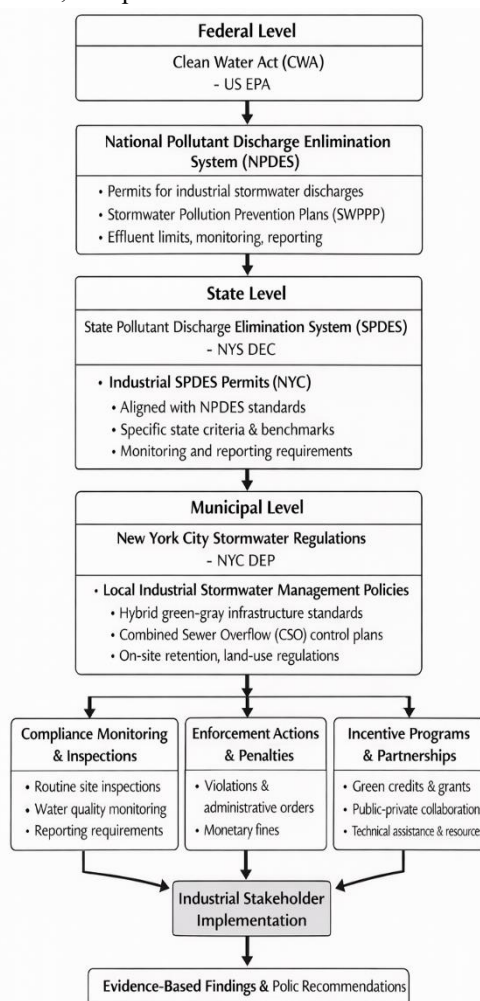 Federal Level
Clean Water Act (CWA)
- US EPA
National Pollutant Discharge Enlimination
System (NPDES)
• Permits for industrial stormwater discharges
• Stormwater Pollution Prevention Plans (SWPPP)
• Effluent limits, monitoring, reporting
State Level
State Pollutant Discharge Elimination System (SPDES)
- NYS DEC
• Industrial SPDES Permits (NYC)
• Aligned with NPDES standards
• Specific state criteria & benchmarks
• Monitoring and reporting requirements
Municipal Level
New York City Stormwater Regulations
- NYC DEP
• Local Industrial Stormwater Management Policies
• Hybrid green-gray infrastructure standards
• Combined Sewer Overflow (CSO) control plans
• On-site retention, land-use regulations
Compliance Monitoring
& Inspections
• Routine site inspections
• Water quality monitoring
• Reporting requirements
Enforcement Actions
& Penalties
• Violations &
administrative orders
• Monetary fines
Incentive Programs
& Partnerships
• Green credits & grants
• Public-private collaboration
• Technical assistance & resource
Industrial Stakeholder
Implementation
Evidence-Based Findings & Polic Recommendations